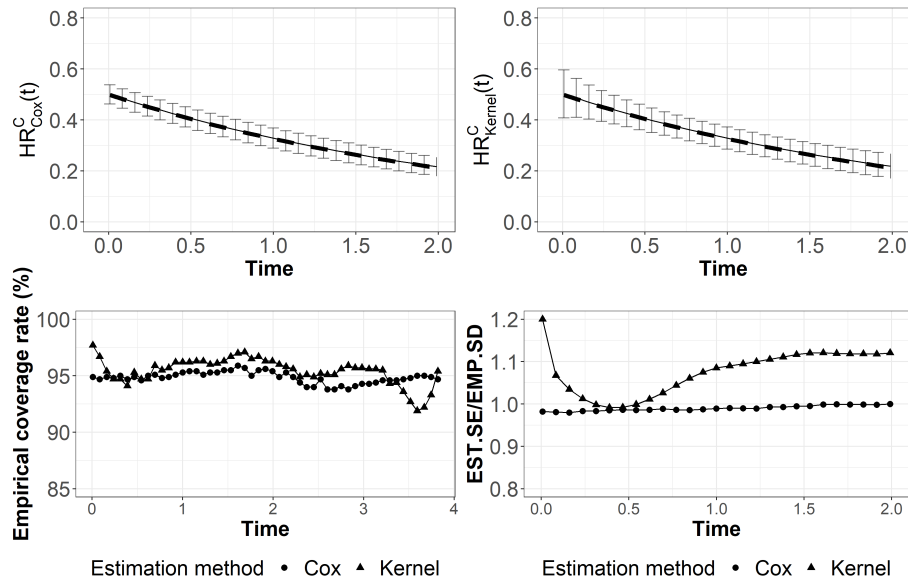 HR^C_Cox(t)
0.8
0.6
0.4
0.2
0.0
0.0 0.5 1.0 1.5 2.0
Time
HR^C_Kernel(t)
0.8
0.6
0.4
0.2
0.0
0.0 0.5 1.0 1.5 2.0
Time
Empirical coverage rate (%)
100
95
90
85
0 1 2 3 4
Time
EST.SE/EMP.SD
1.2
1.1
1.0
0.9
0.8
0.0 0.5 1.0 1.5 2.0
Time
Estimation method Cox Kernel
Estimation method Cox Kernel